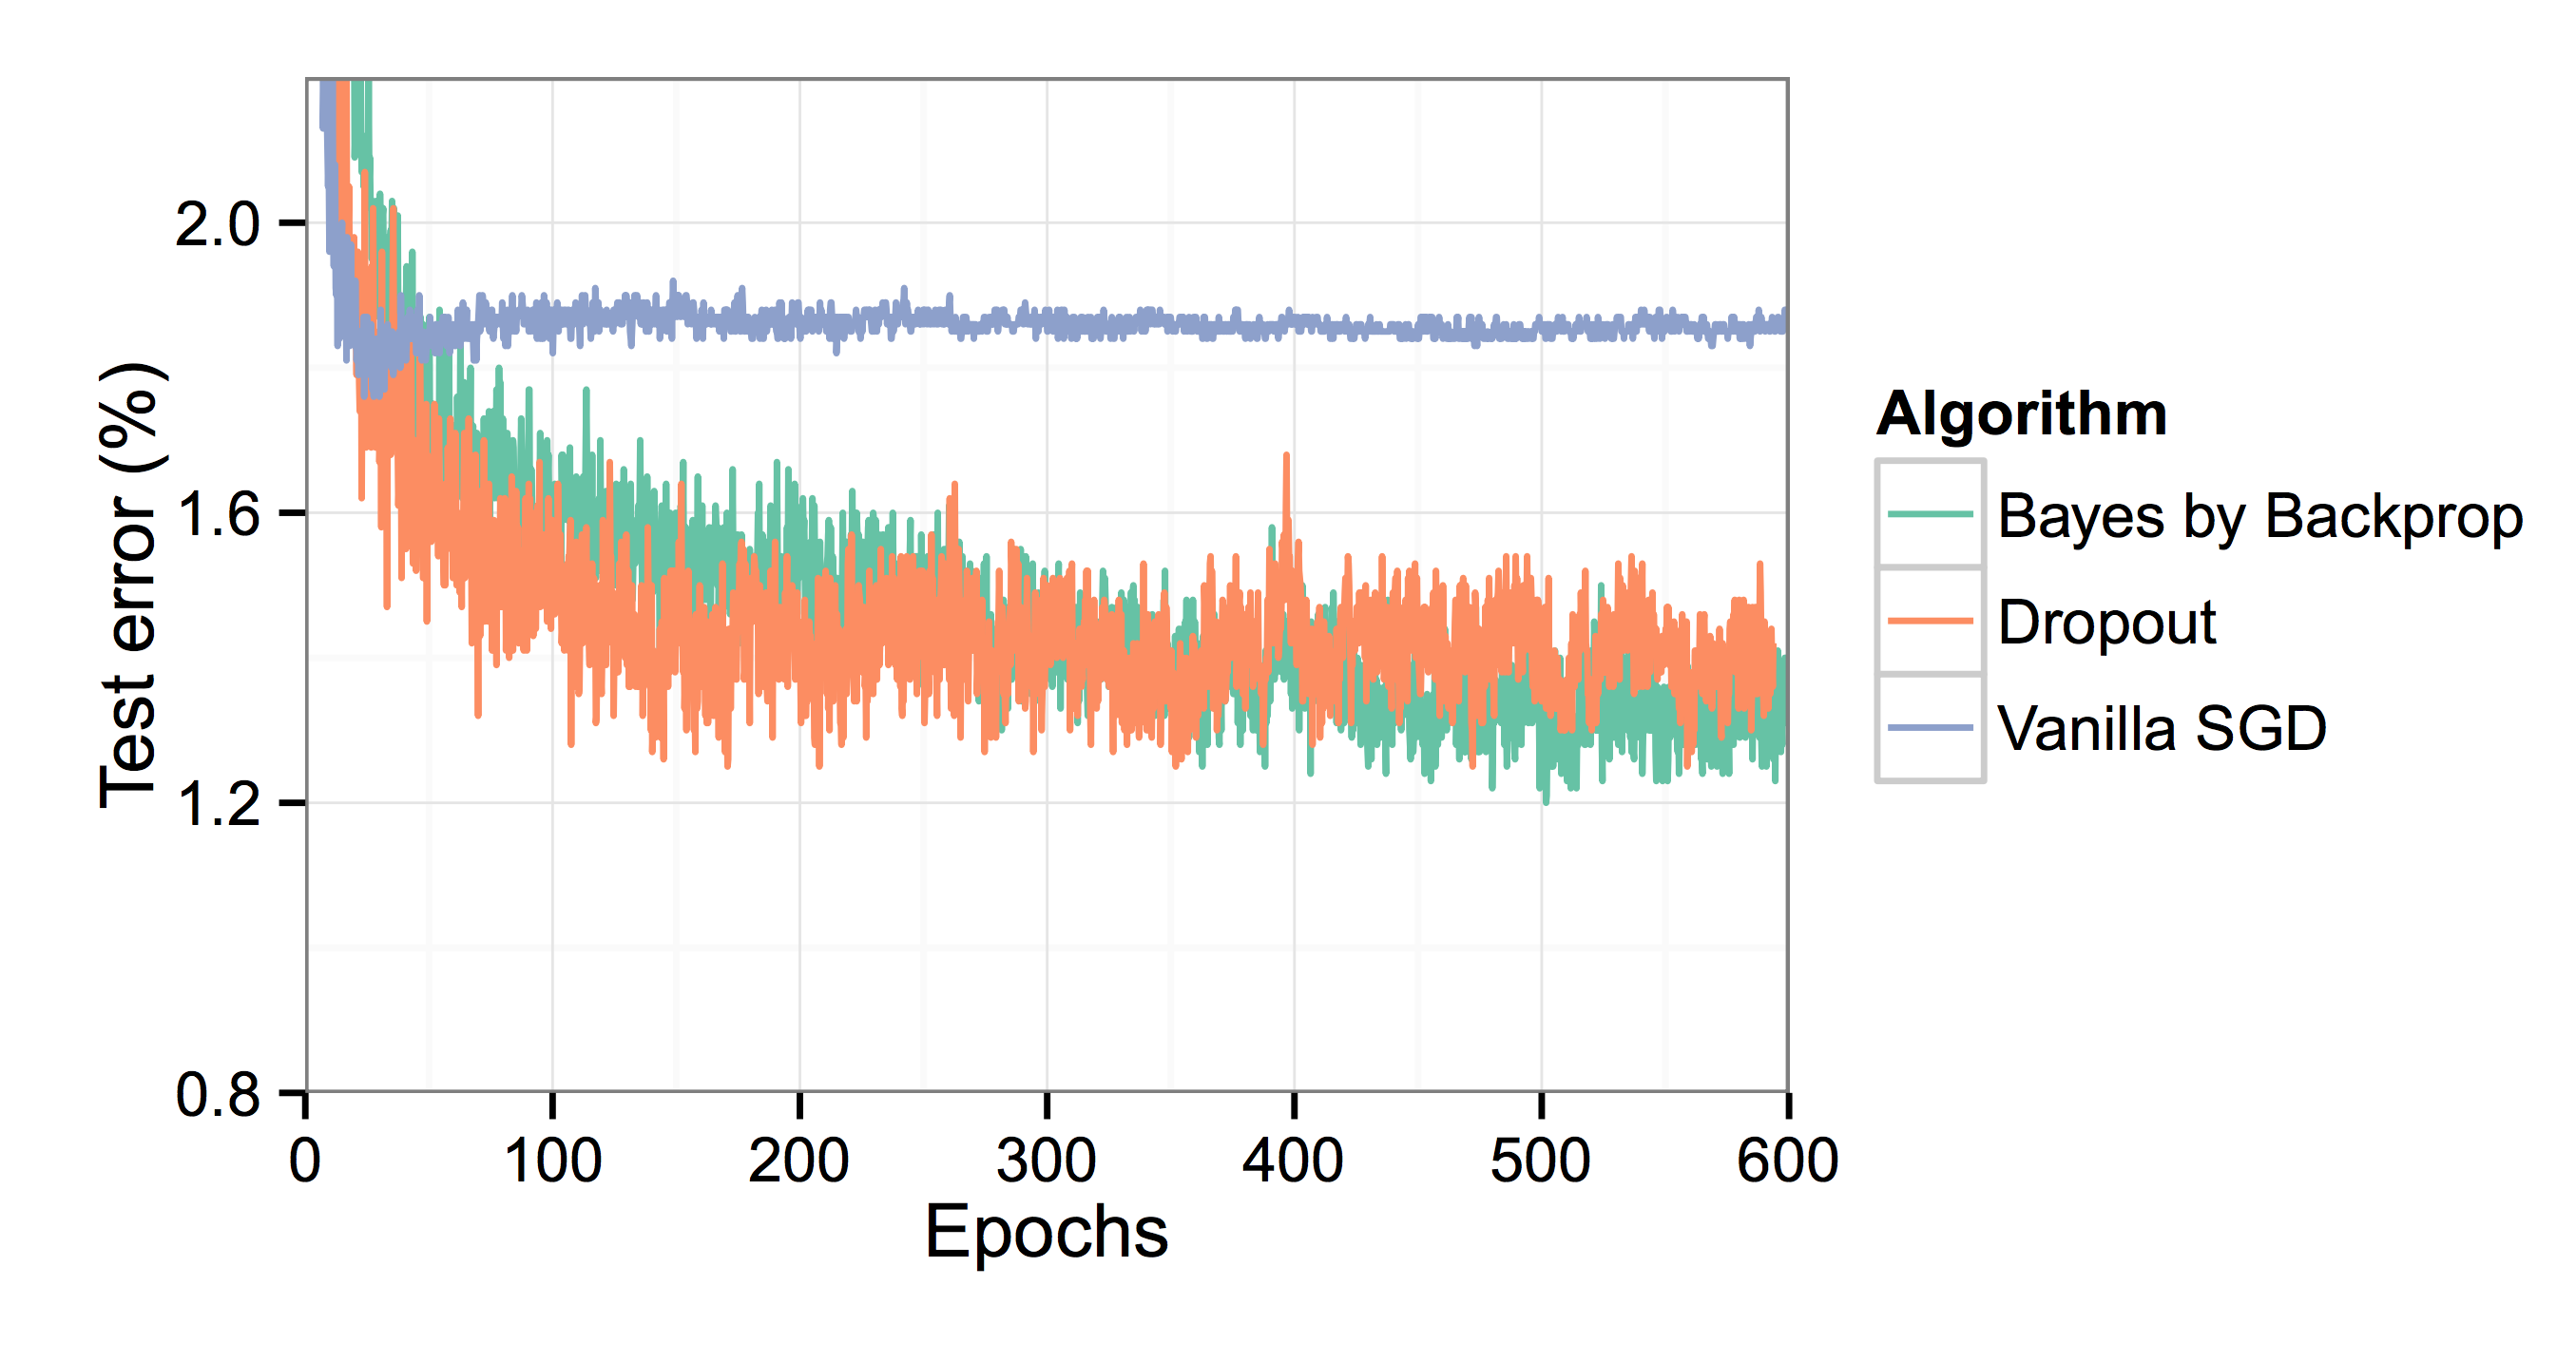 2.0
1.6
1.2
0.8
Test error (%)
0 100 200 300 400 500 600
Epochs
Algorithm
Bayes by Backprop
Dropout
Vanilla SGD